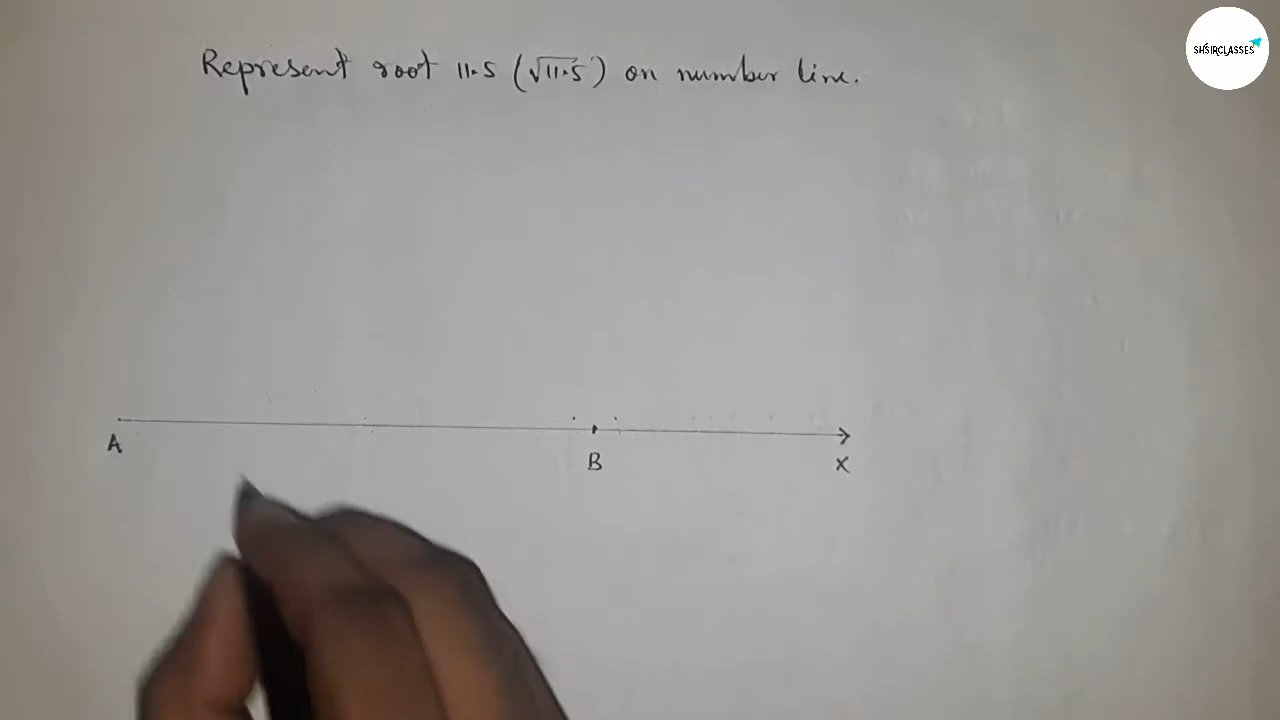 Represent root 11.5 (√11.5) on number line.
SHSIRCLASSES
A
B
X